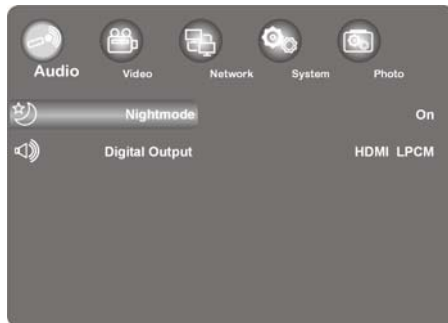 Audio Video Network System Photo
Nightmode On
Digital Output HDMI LPCM